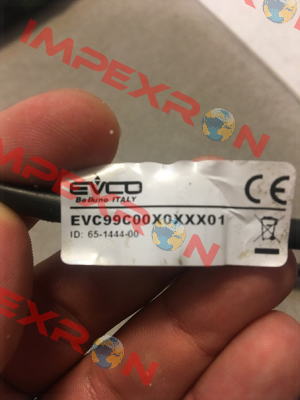 IMPEXRON
EVCO
Belluno ITALY
CE
EVC99C00X0XXX01
ID: 65-1444-00
IMPEXRON
IMPEXRON